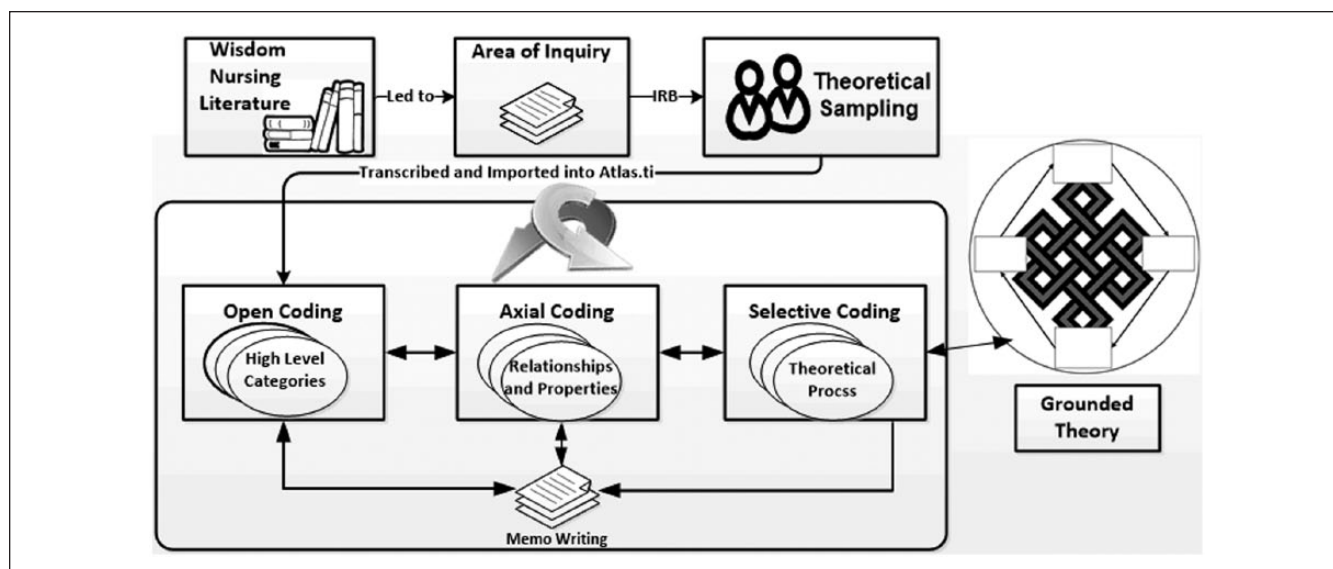 Wisdom
Nursing
Literature
Led to
Area of Inquiry
IRB
Theoretical
Sampling
Transcribed and Imported into Atlas.ti
Open Coding
High Level
Categories
Axial Coding
Relationships
and Properties
Selective Coding
Theoretical
Procss
Memo Writing
Grounded
Theory